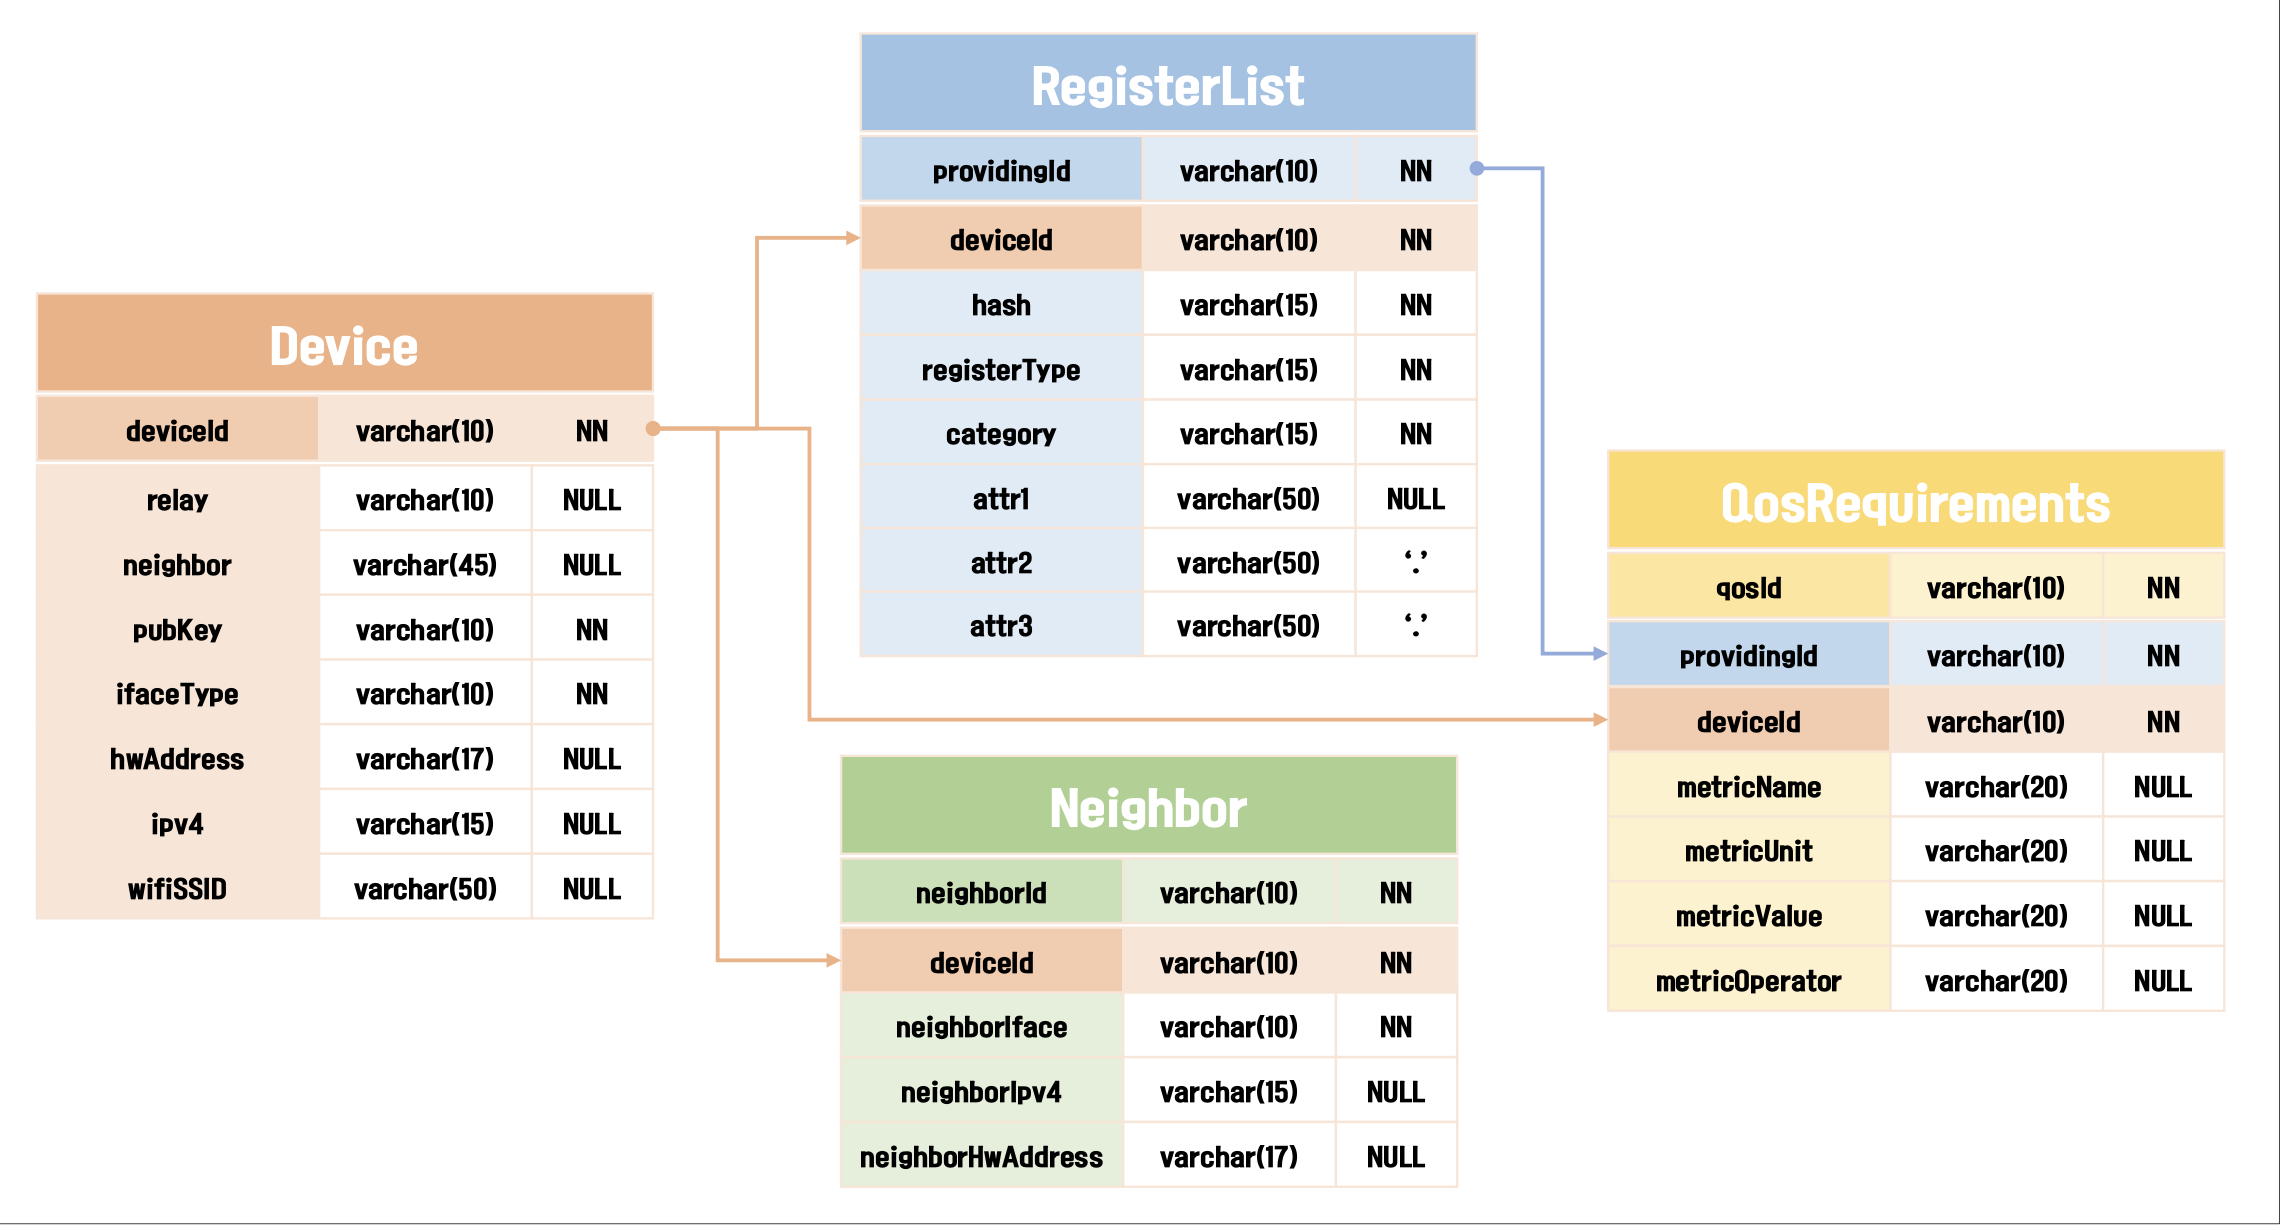 Device
deviceId varchar(10) NN
relay varchar(10) NULL
neighbor varchar(45) NULL
pubKey varchar(10) NN
ifaceType varchar(10) NN
hwAddress varchar(17) NULL
ipv4 varchar(15) NULL
wifiSSID varchar(50) NULL
RegisterList
providingId varchar(10) NN
deviceId varchar(10) NN
hash varchar(15) NN
registerType varchar(15) NN
category varchar(15) NN
attr1 varchar(50) NULL
attr2 varchar(50) ‘.’
attr3 varchar(50) ‘.’
Neighbor
neighborId varchar(10) NN
deviceId varchar(10) NN
neighborIface varchar(10) NN
neighborIpv4 varchar(15) NULL
neighborHwAddress varchar(17) NULL
QosRequirements
qosId varchar(10) NN
providingId varchar(10) NN
deviceId varchar(10) NN
metricName varchar(20) NULL
metricUnit varchar(20) NULL
metricValue varchar(20) NULL
metricOperator varchar(20) NULL